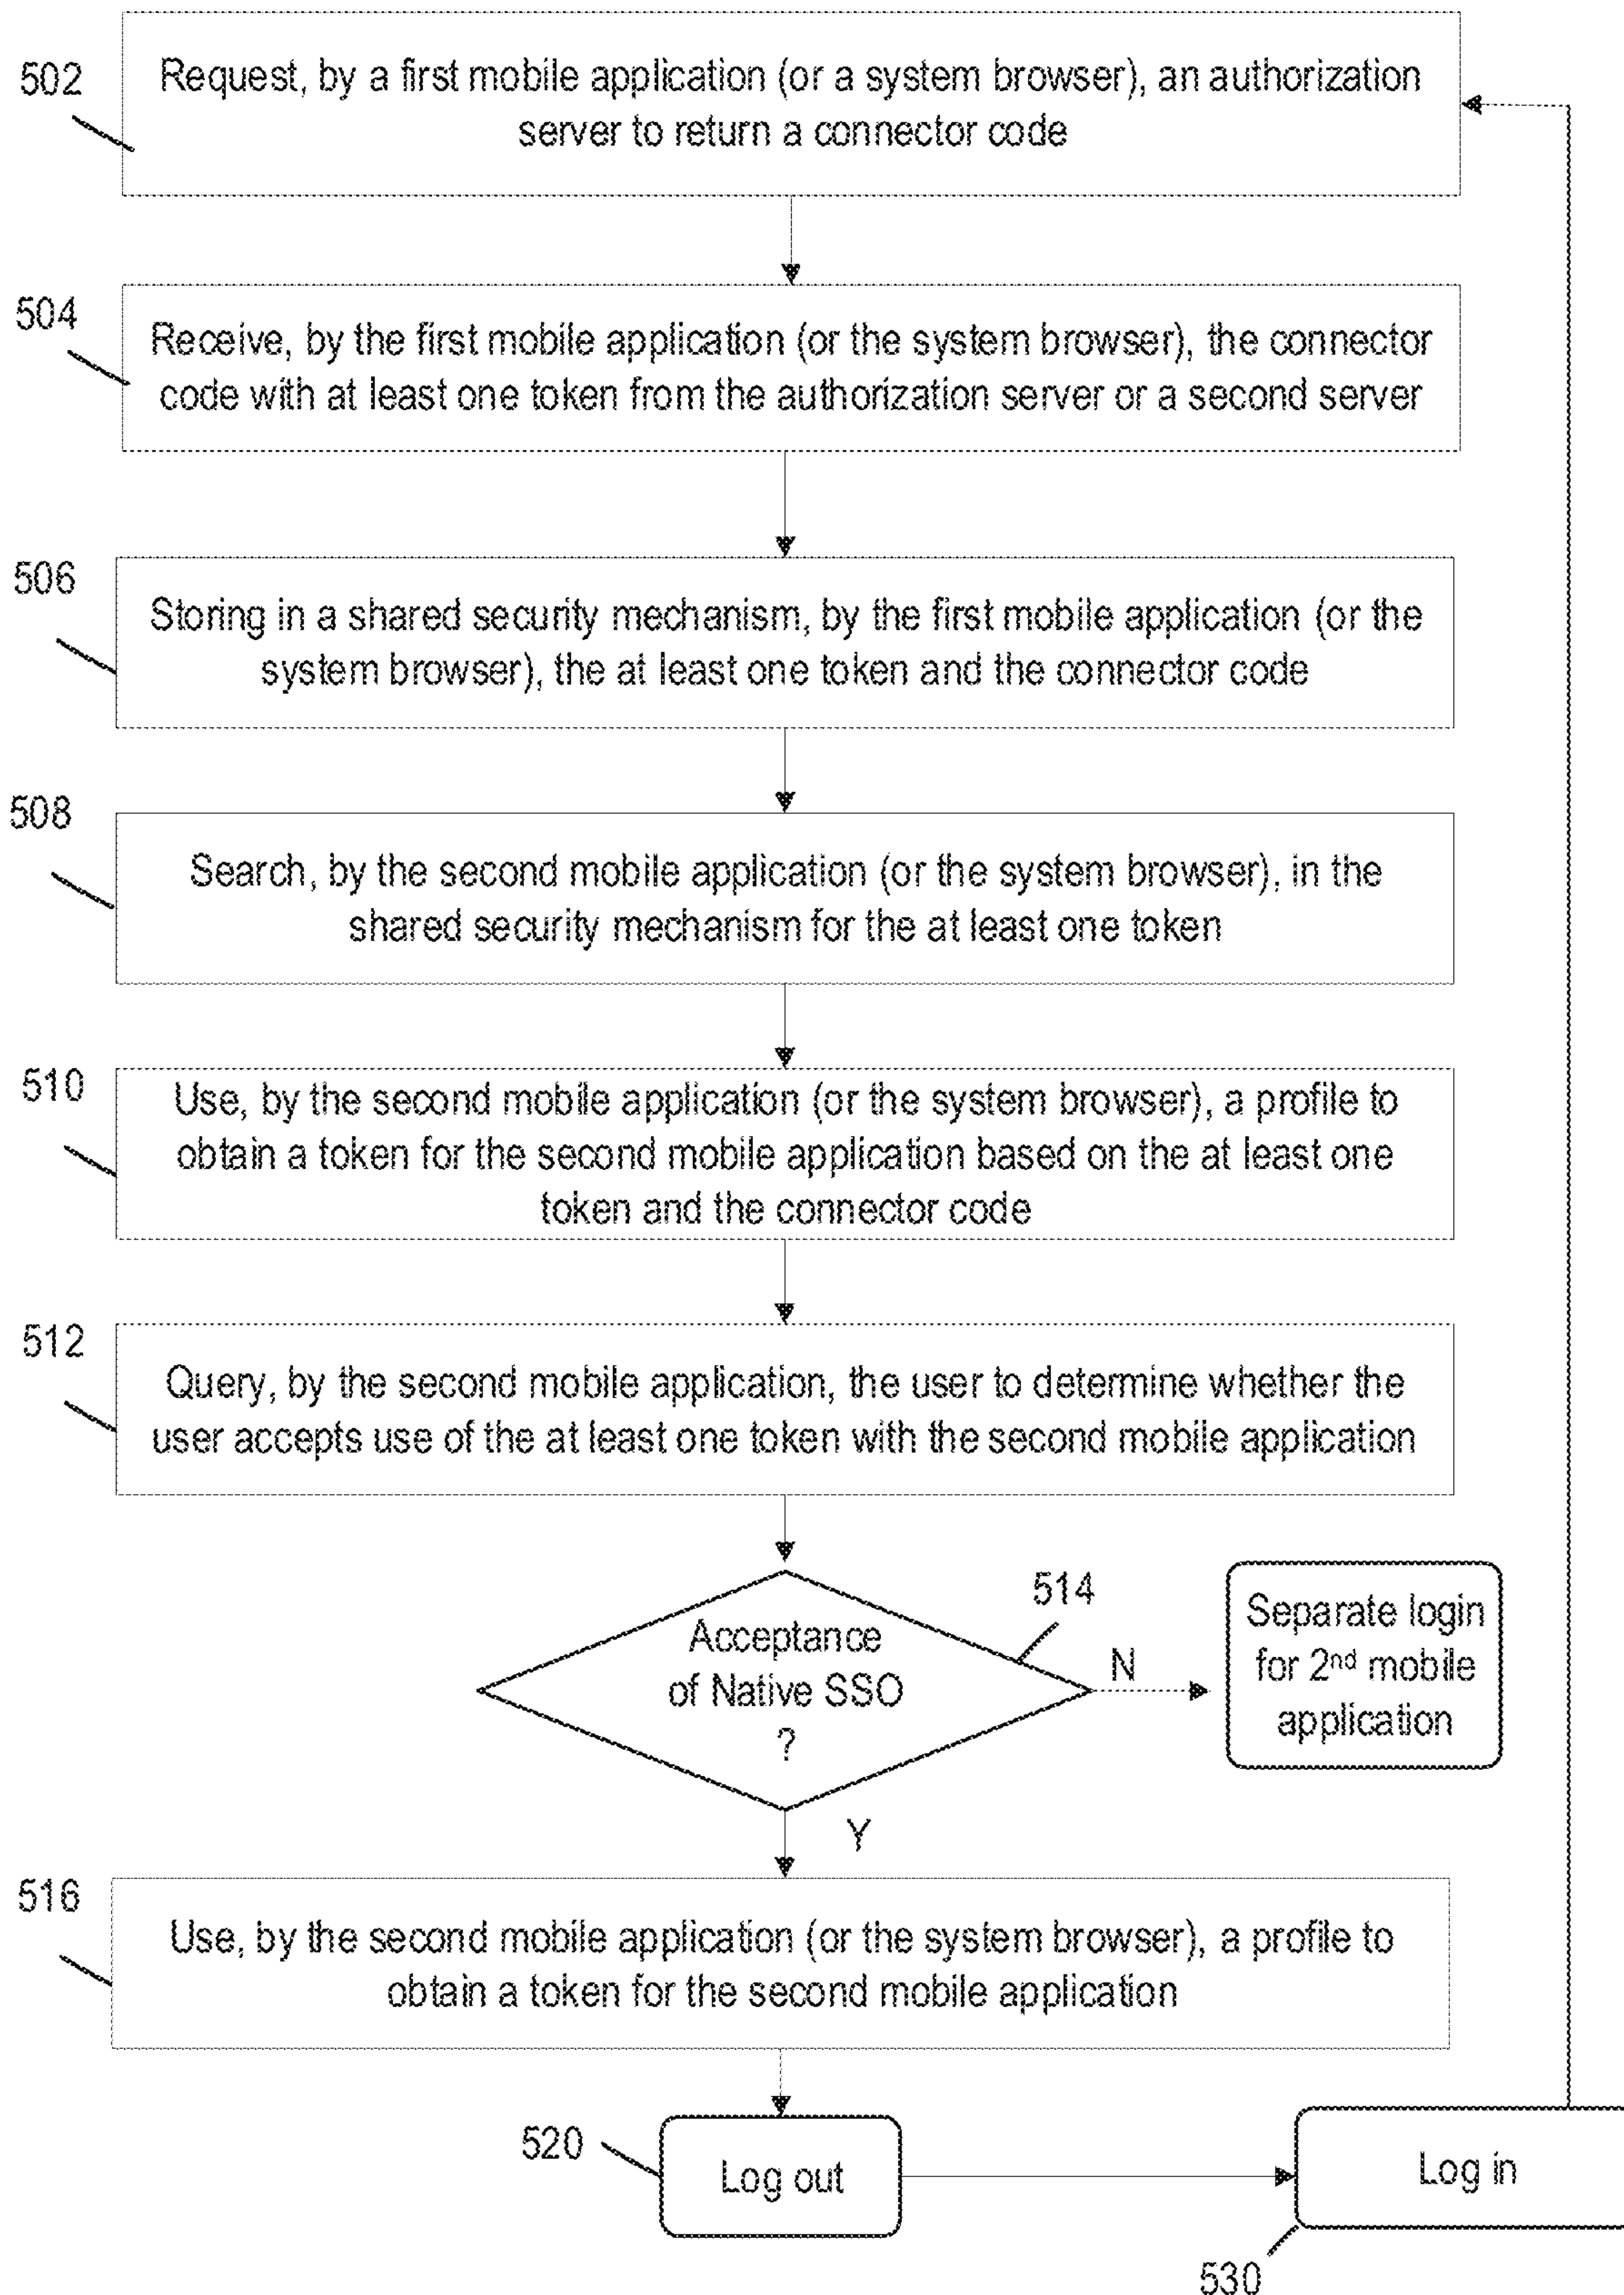 502
Request, by a first mobile application (or a system browser), an authorization
server to return a connector code
504
Receive, by the first mobile application (or the system browser), the connector
code with at least one token from the authorization server or a second server
506
Storing in a shared security mechanism, by the first mobile application (or the
system browser), the at least one token and the connector code
508
Search, by the second mobile application (or the system browser), in the
shared security mechanism for the at least one token
510
Use, by the second mobile application (or the system browser), a profile to
obtain a token for the second mobile application based on the at least one
token and the connector code
512
Query, by the second mobile application, the user to determine whether the
user accepts use of the at least one token with the second mobile application
514
Acceptance
of Native SSO
?
N
Separate login
for 2nd mobile
application
Y
516
Use, by the second mobile application (or the system browser), a profile to
obtain a token for the second mobile application
520
Log out
Log in
530